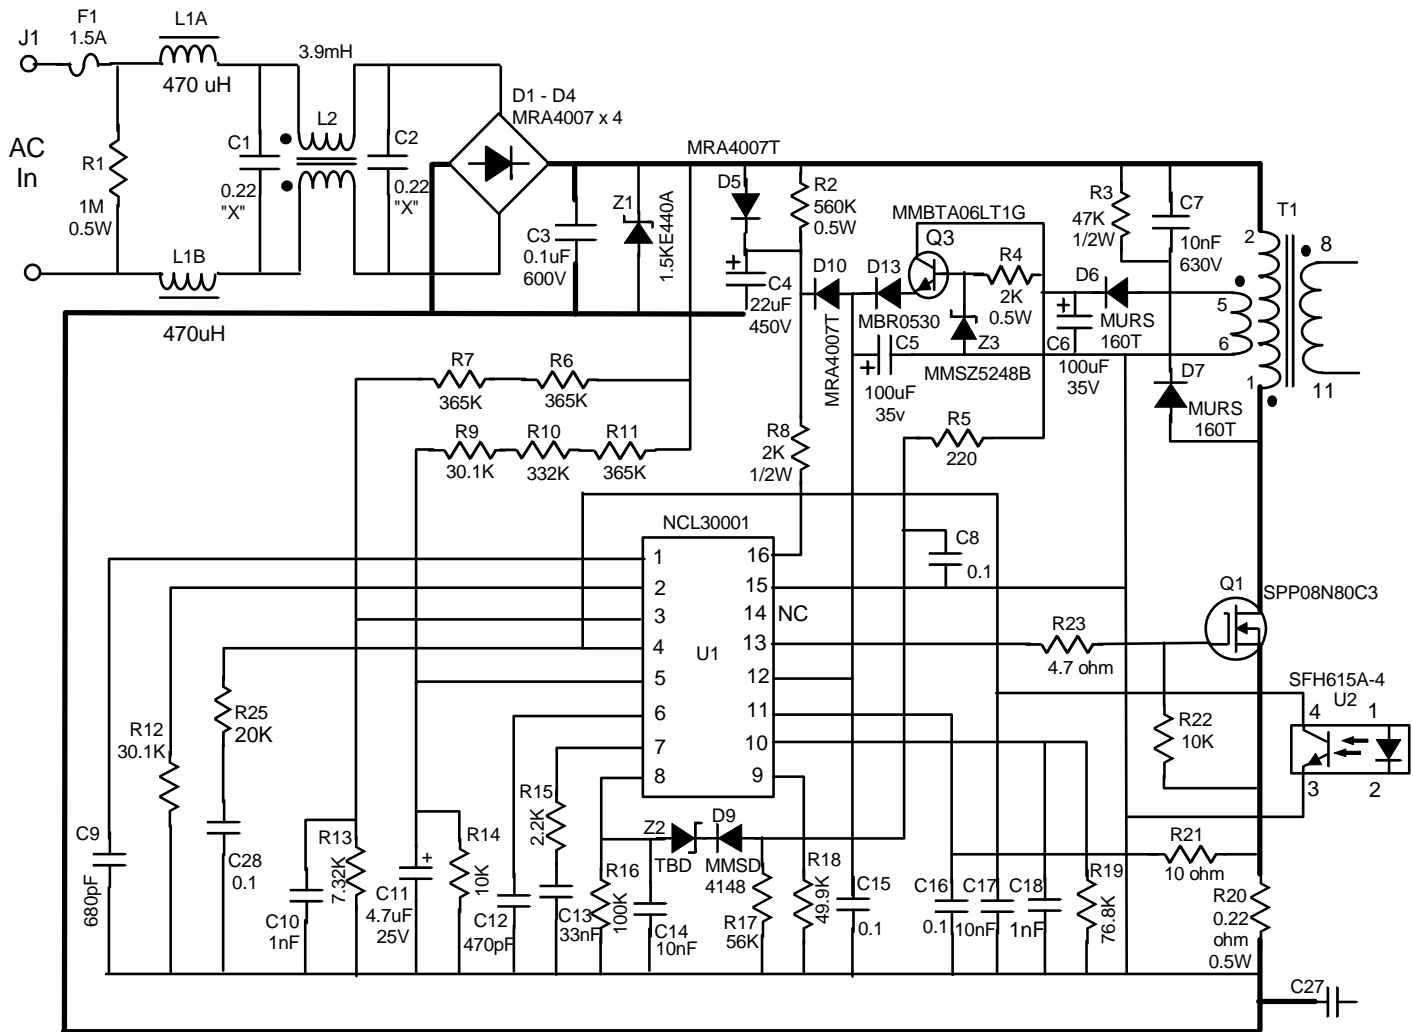 F1
1.5A
J1
L1A
470 uH
3.9mH
L2
D1 - D4
MRA4007 x 4
AC
In
R1
1M
0.5W
C1
0.22
"X"
C2
0.22
"X"
L1B
470uH
C3
0.1uF
600V
Z1
1.5KE440A
MRA4007T
D5
C4
22uF
450V
R2
560K
0.5W
D10
MRA4007T
D13
MBR0530
MMBTA06LT1G
Q3
R4
2K
0.5W
Z3
MMSZ5248B
C5
100uF
35v
C6
100uF
35V
R3
47K
1/2W
C7
10nF
630V
D6
MURS
160T
D7
MURS
160T
T1
2
8
5
6
1
11
R7
365K
R6
365K
R9
30.1K
R10
332K
R11
365K
R8
2K
1/2W
R5
220
C8
0.1
NCL30001
U1
1
2
3
4
5
6
7
8
16
15
14
13
12
11
10
9
NC
R23
4.7 ohm
Q1
SPP08N80C3
SFH615A-4
U2
4
1
3
2
R22
10K
R12
30.1K
R25
20K
C9
680pF
C28
0.1
C10
1nF
R13
7.32K
C11
4.7uF
25V
R14
10K
C12
470pF
R15
2.2K
C13
33nF
R16
100K
C14
10nF
Z2
TBD
D9
MMSD
4148
R17
56K
R18
49.9K
C15
0.1
C16
0.1
C17
10nF
C18
1nF
R19
76.8K
R21
10 ohm
R20
0.22
ohm
0.5W
C27